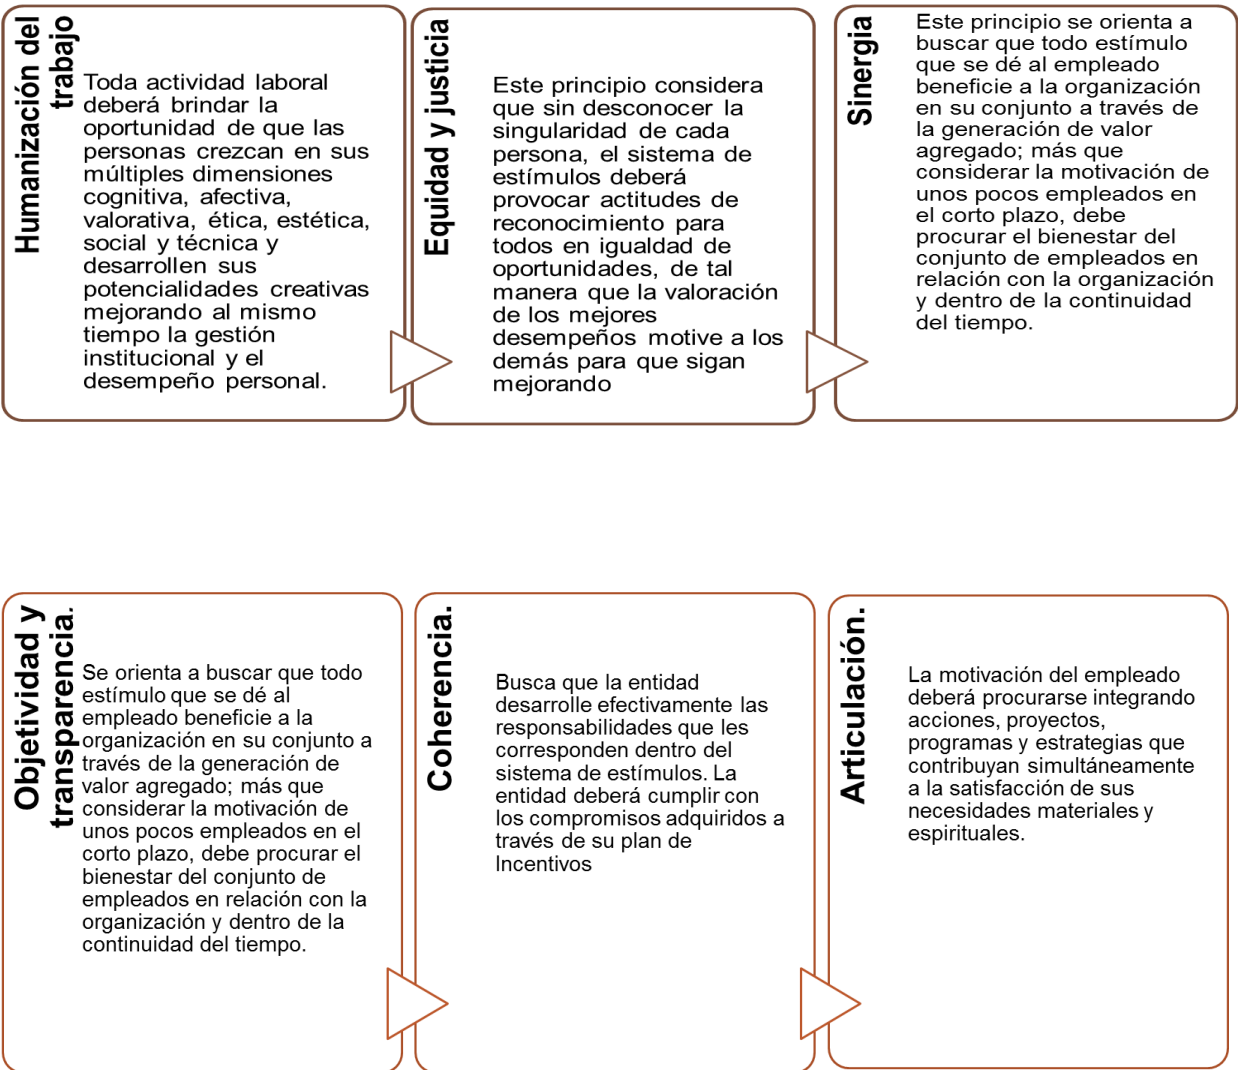 Humanización del
trabajo
Toda actividad laboral
deberá brindar la
oportunidad de que las
personas crezcan en sus
múltiples dimensiones
cognitiva, afectiva,
valorativa, ética, estética,
social y técnica y
desarrollen sus
potencialidades creativas
mejorando al mismo
tiempo la gestión
institucional y el
desempeño personal.
Equidad y justicia
Este principio considera
que sin desconocer la
singularidad de cada
persona, el sistema de
estímulos deberá
provocar actitudes de
reconocimiento para
todos en igualdad de
oportunidades, de tal
manera que la valoración
de los mejores
desempeños motive a los
demás para que sigan
mejorando
Sinergia
Este principio se orienta a
buscar que todo estímulo
que se dé al empleado
beneficie a la organización
en su conjunto a través de
la generación de valor
agregado; más que
considerar la motivación de
unos pocos empleados en
el corto plazo, debe
procurar el bienestar del
conjunto de empleados en
relación con la organización
y dentro de la continuidad
del tiempo.
Objetividad y
transparencia.
Se orienta a buscar que todo
estímulo que se dé al
empleado beneficie a la
organización en su conjunto a
través de la generación de
valor agregado; más que
considerar la motivación de
unos pocos empleados en el
corto plazo, debe procurar el
bienestar del conjunto de
empleados en relación con la
organización y dentro de la
continuidad del tiempo.
Coherencia.
Busca que la entidad
desarrolle efectivamente las
responsabilidades que les
corresponden dentro del
sistema de estímulos. La
entidad deberá cumplir con
los compromisos adquiridos a
través de su plan de
Incentivos
Articulación.
La motivación del empleado
deberá procurarse integrando
acciones, proyectos,
programas y estrategias que
contribuyan simultáneamente
a la satisfacción de sus
necesidades materiales y
espirituales.